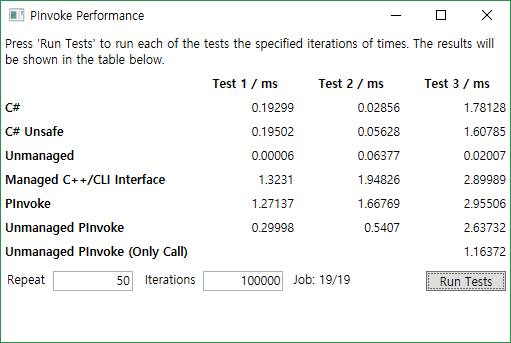 PInvoke Performance
Press 'Run Tests' to run each of the tests the specified iterations of times. The results will
be shown in the table below.
Test 1 / ms Test 2 / ms Test 3 / ms
C# 0.19299 0.02856 1.78128
C# Unsafe 0.19502 0.05628 1.60785
Unmanaged 0.00006 0.06377 0.02007
Managed C++/CLI Interface 1.3231 1.94826 2.89989
PInvoke 1.27137 1.66769 2.95506
Unmanaged PInvoke 0.29998 0.5407 2.63732
Unmanaged PInvoke (Only Call) 1.16372
Repeat 50 Iterations 100000 Job: 19/19 Run Tests